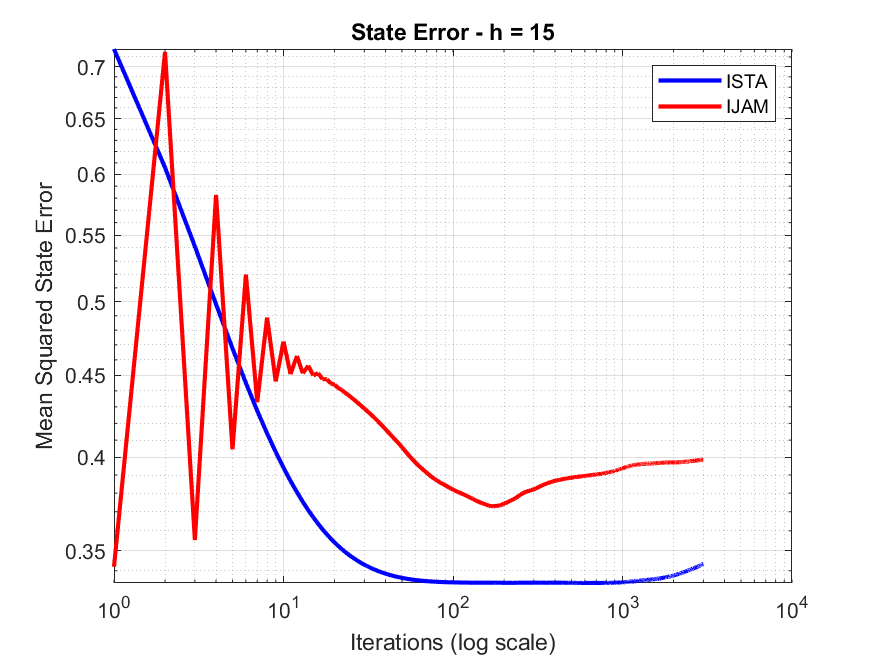 State Error - h = 15
ISTA
IJAM
Mean Squared State Error
0.7
0.65
0.6
0.55
0.5
0.45
0.4
0.35
10^0
10^1
10^2
10^3
10^4
Iterations (log scale)